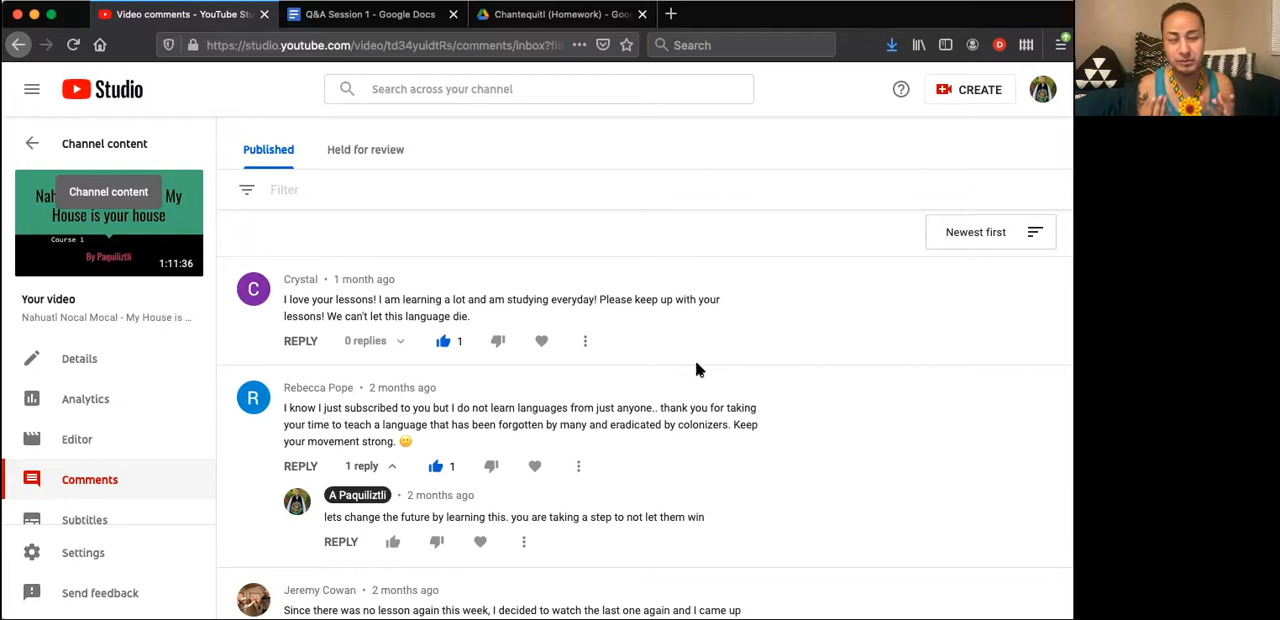 Video comments - YouTube Stu
Q&A Session 1 - Google Docs
Chantequitl (Homework) - Goo
https://studio.youtube.com/video/td34yuidtRs/comments/inbox?fil
Search
Studio
Search across your channel
CREATE
Channel content
Published
Held for review
Filter
Nahu
My
Channel content
House is your house
Course 1
By Paquiliztli
1:11:36
Newest first
Your video
Nahuatl Nocal Mocal - My House is ...
Details
Analytics
Editor
Comments
Subtitles
Settings
Send feedback
C
Crystal • 1 month ago
I love your lessons! I am learning a lot and am studying everyday! Please keep up with your
lessons! We can't let this language die.
REPLY 0 replies 1
R
Rebecca Pope • 2 months ago
I know I just subscribed to you but I do not learn languages from just anyone.. thank you for taking
your time to teach a language that has been forgotten by many and eradicated by colonizers. Keep
your movement strong. 🙂
REPLY 1 reply 1
A Paquiliztli • 2 months ago
lets change the future by learning this. you are taking a step to not let them win
REPLY
Jeremy Cowan • 2 months ago
Since there was no lesson again this week, I decided to watch the last one again and I came up